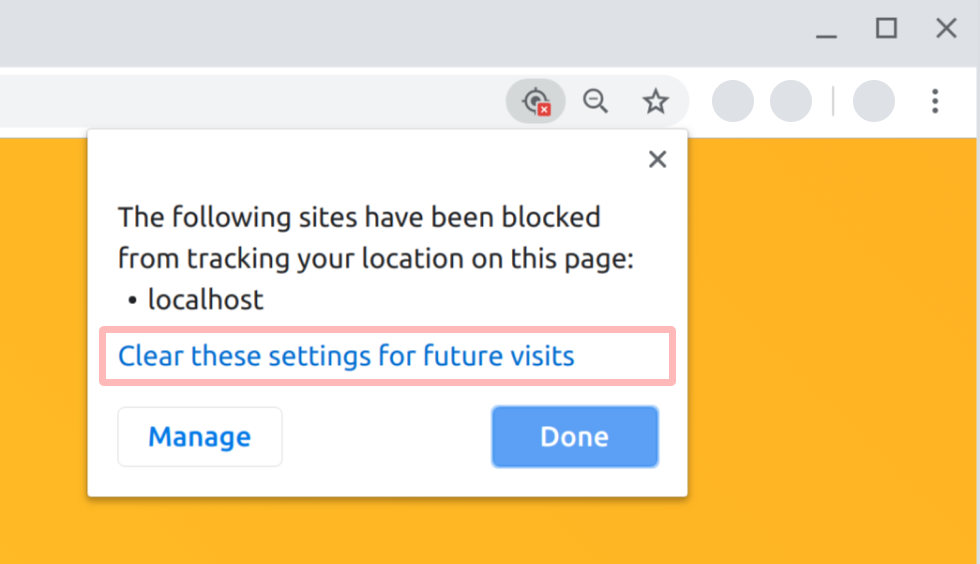 The following sites have been blocked
from tracking your location on this page:
• localhost
Clear these settings for future visits
Manage
Done